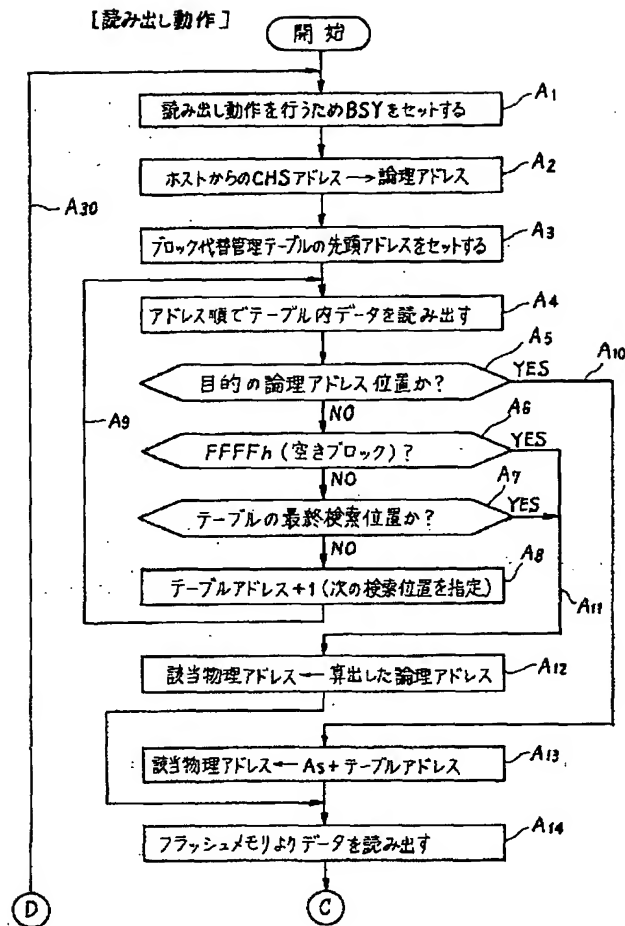 [読み出し動作]
開始
読み出し動作を行うためBSYをセットする
A1
ホストからのCHSアドレス→論理アドレス
A2
A30
ブロック代替管理テーブルの先頭アドレスをセットする
A3
アドレス順でテーブル内データを読み出す
A4
目的の論理アドレス位置か?
A5
YES
A10
NO
A9
FFFFh(空きブロック)?
A6
YES
NO
テーブルの最終検索位置か?
A7
YES
NO
テーブルアドレス+1(次の検索位置を指定)
A8
A11
該当物理アドレス←算出した論理アドレス
A12
該当物理アドレス←As+テーブルアドレス
A13
フラッシュメモリよりデータを読み出す
A14
D
C